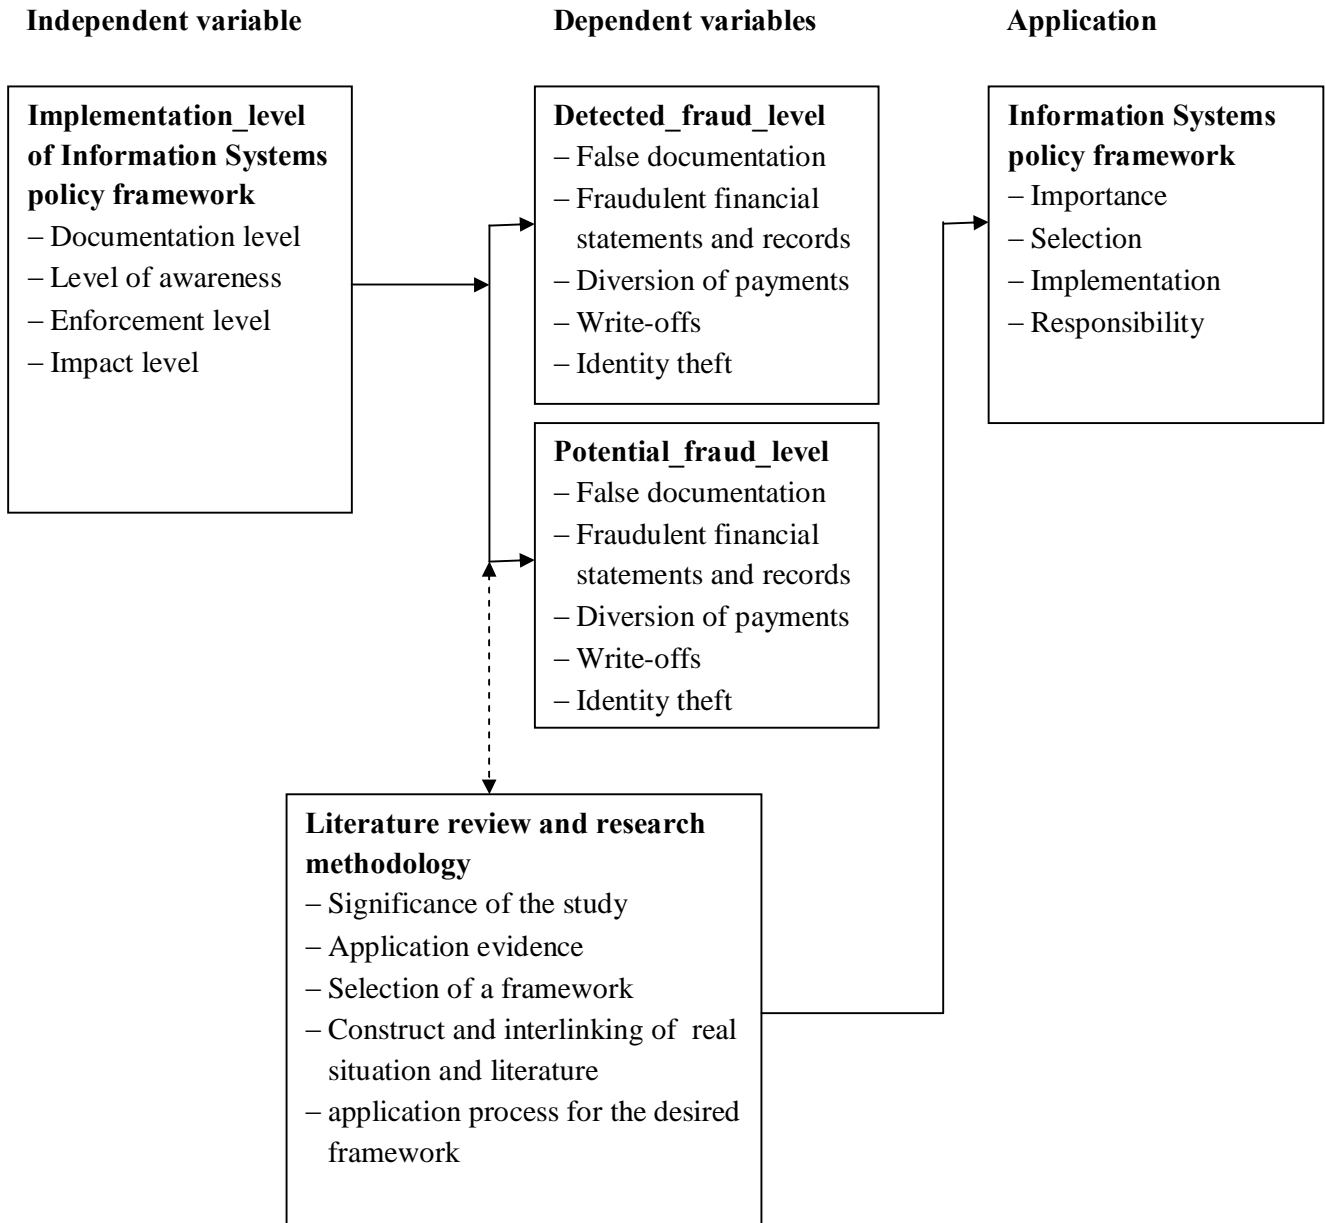 Independent variable
Dependent variables
Application
Implementation_level
of Information Systems
policy framework
– Documentation level
– Level of awareness
– Enforcement level
– Impact level
Detected_fraud_level
– False documentation
– Fraudulent financial
statements and records
– Diversion of payments
– Write-offs
– Identity theft
Potential_fraud_level
– False documentation
– Fraudulent financial
statements and records
– Diversion of payments
– Write-offs
– Identity theft
Information Systems
policy framework
– Importance
– Selection
– Implementation
– Responsibility
Literature review and research
methodology
– Significance of the study
– Application evidence
– Selection of a framework
– Construct and interlinking of real
situation and literature
– application process for the desired
framework